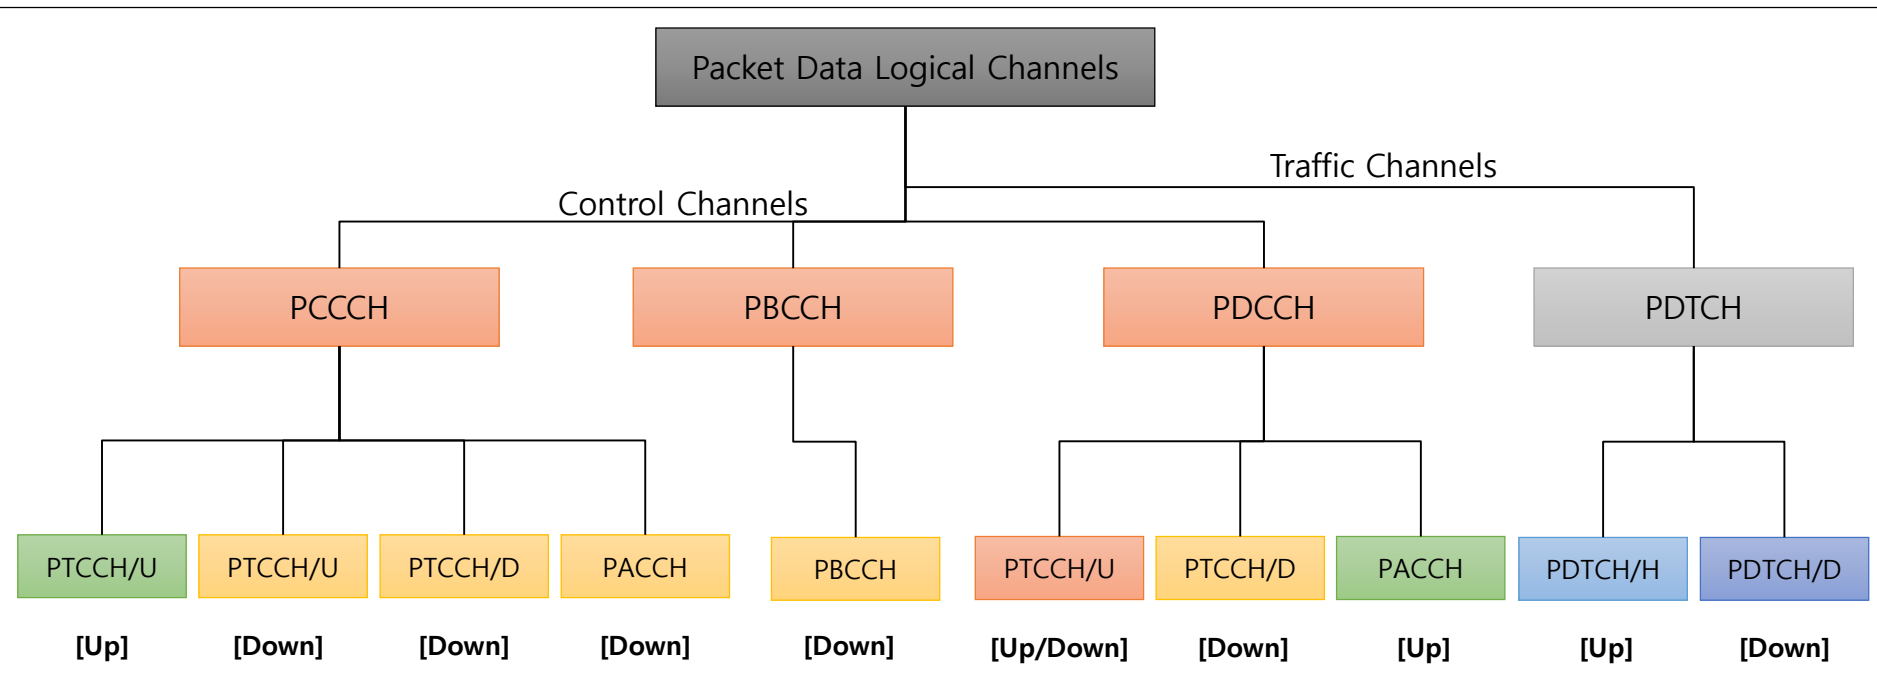 Packet Data Logical Channels
Traffic Channels
Control Channels
PCCCH
PBCCH
PDCCH
PDTCH
PTCCH/U
PTCCH/U
PTCCH/D
PACCH
PBCCH
PTCCH/U
PTCCH/D
PACCH
PDTCH/H
PDTCH/D
[Up]
[Down]
[Down]
[Down]
[Down]
[Up/Down]
[Down]
[Up]
[Up]
[Down]